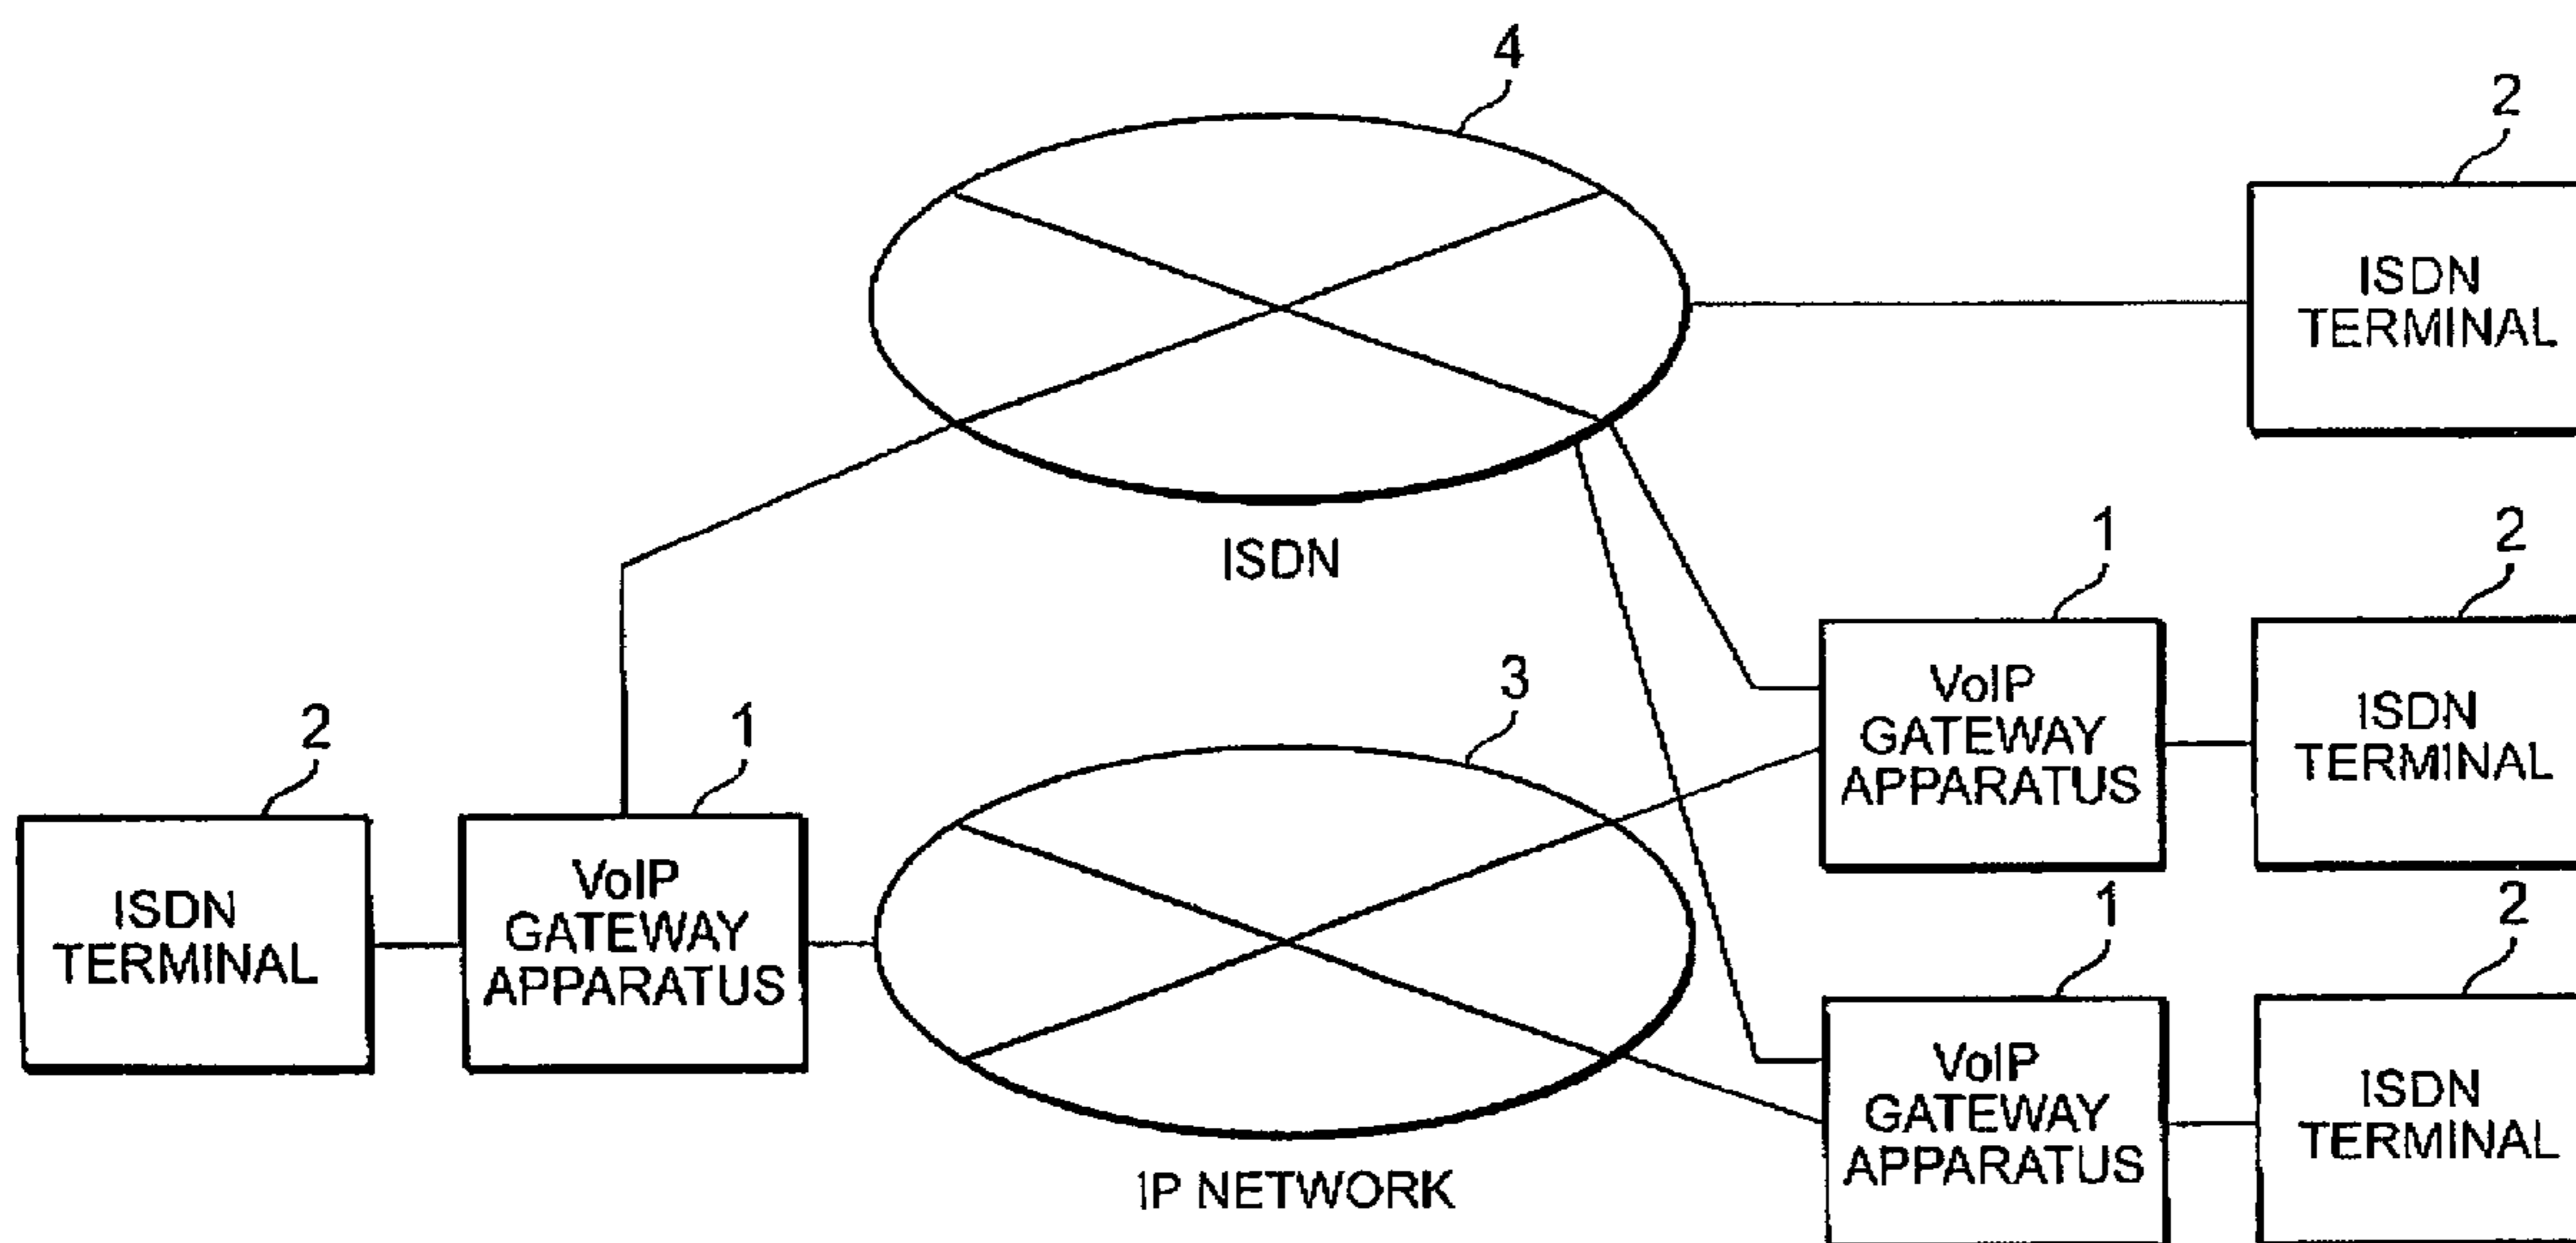 4
2
ISDN
TERMINAL
ISDN
1
2
VoIP
GATEWAY
APPARATUS
ISDN
TERMINAL
3
2
1
ISDN
TERMINAL
VoIP
GATEWAY
APPARATUS
1
2
VoIP
GATEWAY
APPARATUS
ISDN
TERMINAL
IP NETWORK